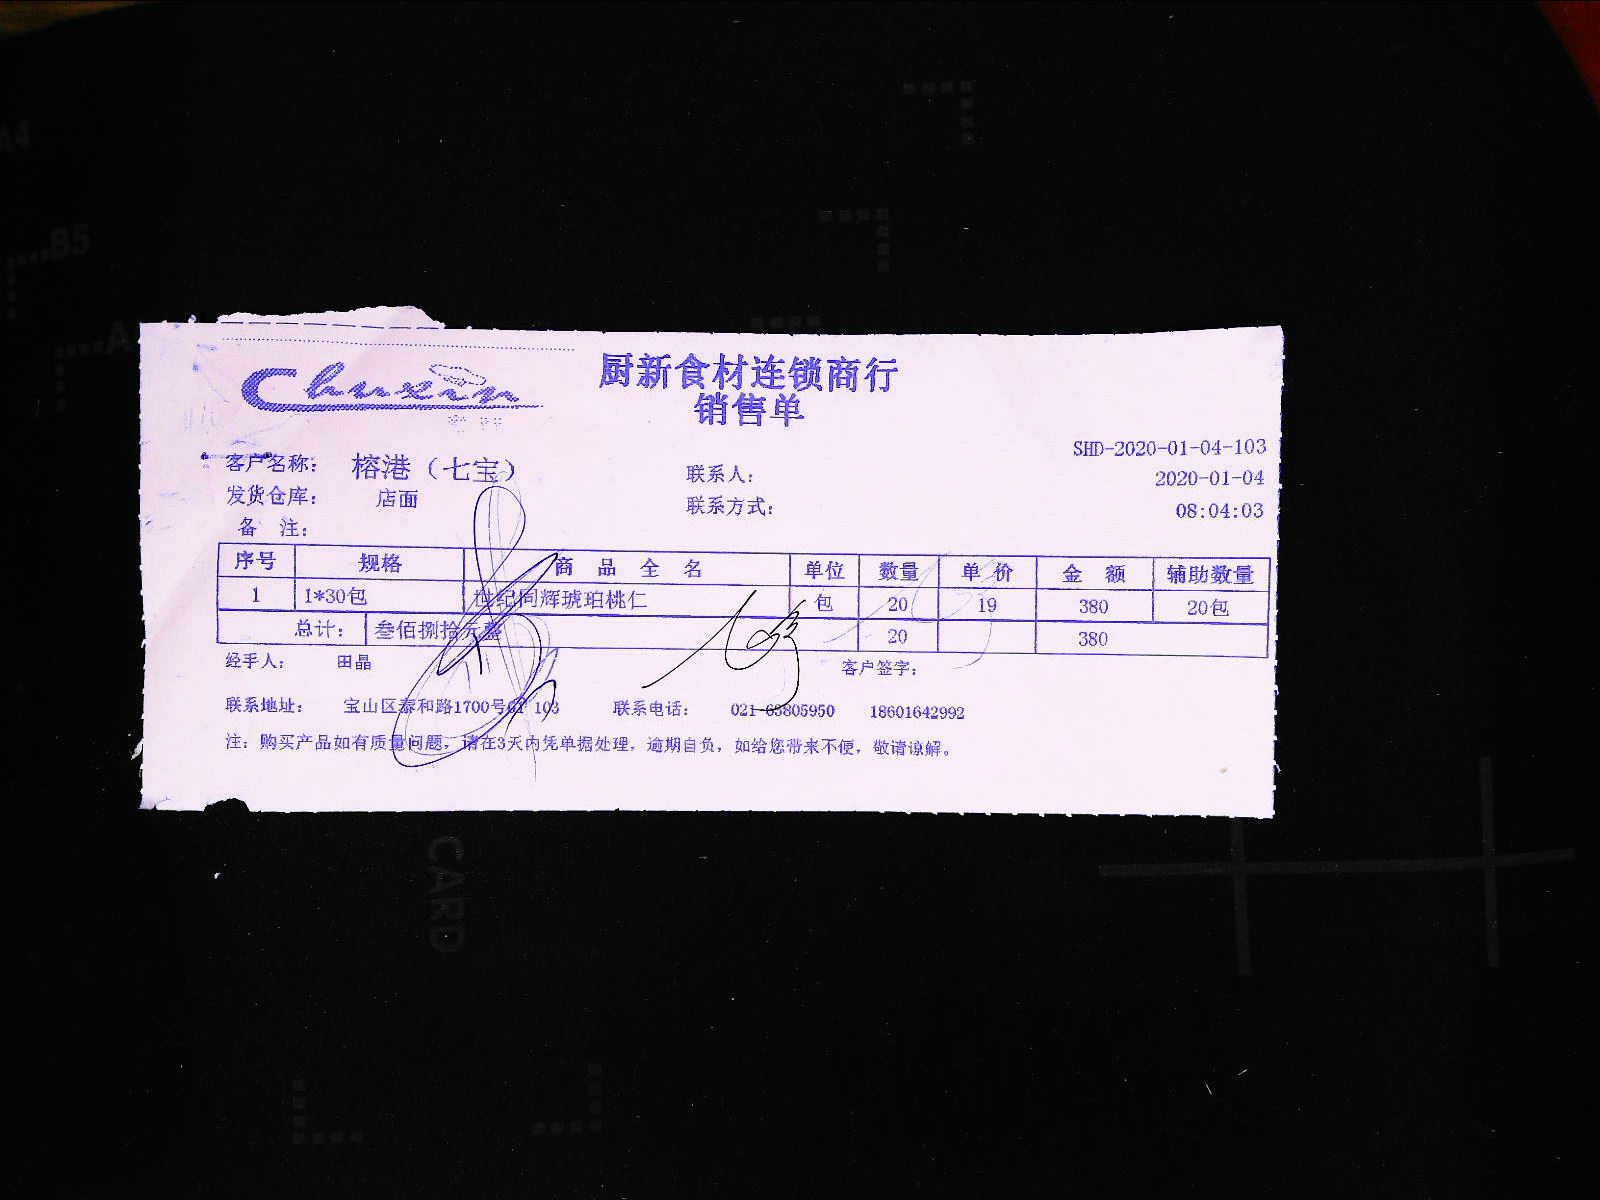 A4
B5
A
Chuxin
厨新食材连锁商行
销售单
SHD-2020-01-04-103
客户名称： 榕港（七宝） 联系人： 2020-01-04
发货仓库： 店面 联系方式： 08:04:03
备 注：
序号 规格 商 品 全 名 单位 数量 单 价 金 额 辅助数量
1 1*30包 世纪同辉琥珀桃仁 包 20 19 380 20包
总计： 叁佰捌拾元整 20 380
经手人： 田晶 客户签字：
联系地址： 宝山区泰和路1700号 103 联系电话： 021-63805950 18601642992
注：购买产品如有质量问题，请在3天内凭单据处理，逾期自负，如给您带来不便，敬请谅解。
CARD